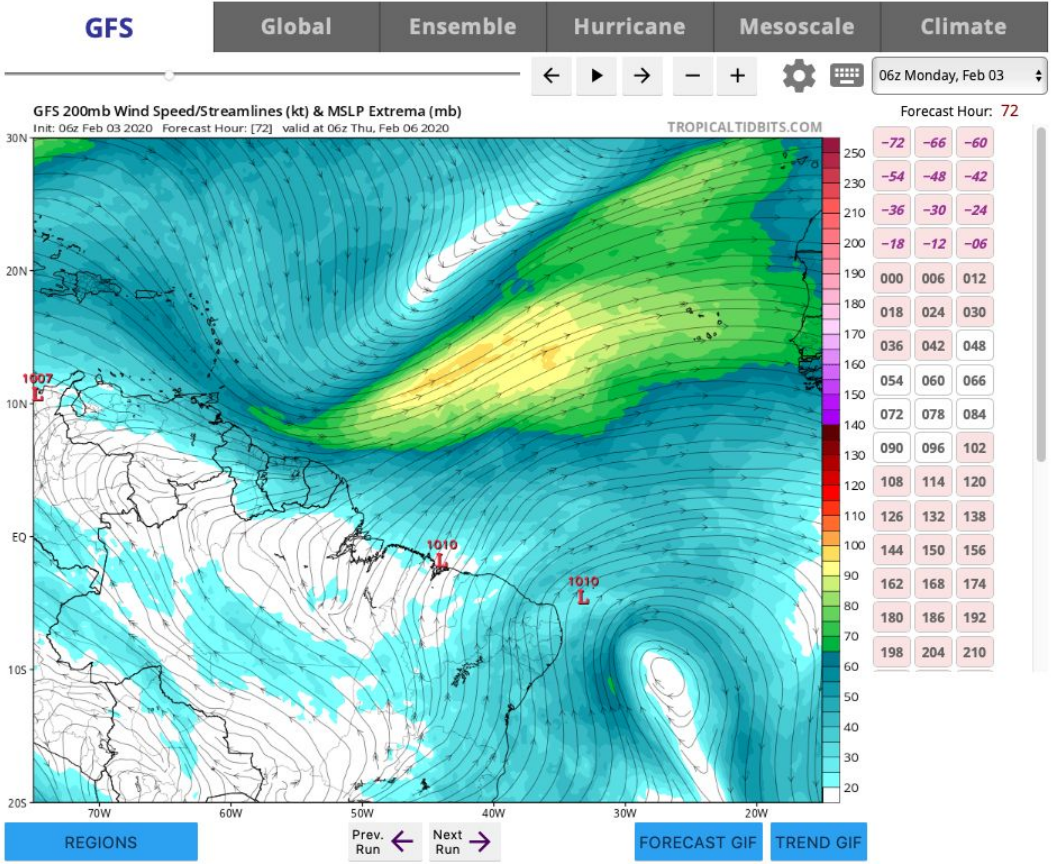 GFS Global Ensemble Hurricane Mesoscale Climate
← ▶ → − + 06z Monday, Feb 03
GFS 200mb Wind Speed/Streamlines (kt) & MSLP Extrema (mb)
Init: 06z Feb 03 2020 Forecast Hour: [72] valid at 06z Thu, Feb 06 2020 TROPICALTIDBITS.COM
Forecast Hour: 72
30N
20N
10N
EQ
10S
20S
70W 60W 50W 40W 30W 20W
1007
L
1010
L
1010
L
250
230
210
200
190
180
170
160
150
140
130
120
110
100
90
80
70
60
50
40
30
20
-72 -66 -60
-54 -48 -42
-36 -30 -24
-18 -12 -06
000 006 012
018 024 030
036 042 048
054 060 066
072 078 084
090 096 102
108 114 120
126 132 138
144 150 156
162 168 174
180 186 192
198 204 210
REGIONS
Prev. Run ←
Next Run →
FORECAST GIF
TREND GIF